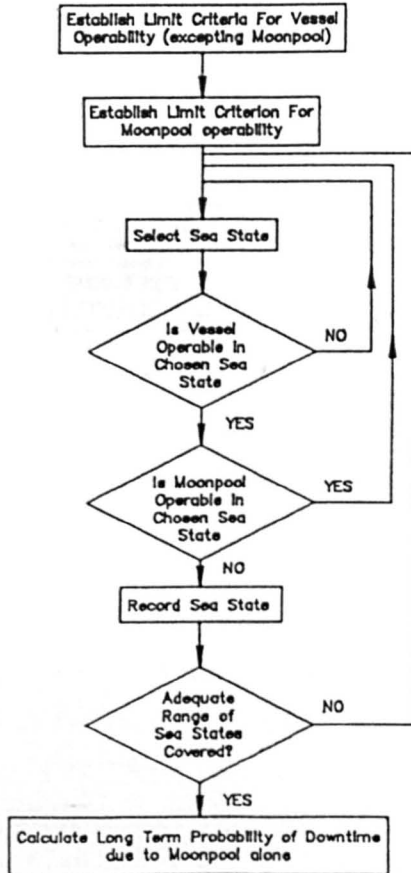 Establish Limit Criteria For Vessel
Operability (excepting Moonpool)
Establish Limit Criterion For
Moonpool operability
Select Sea State
Is Vessel
Operable In
Chosen Sea
State
NO
YES
Is Moonpool
Operable In
Chosen Sea
State
YES
NO
Record Sea State
Adequate
Range of
Sea States
Covered?
NO
YES
Calculate Long Term Probability of Downtime
due to Moonpool alone